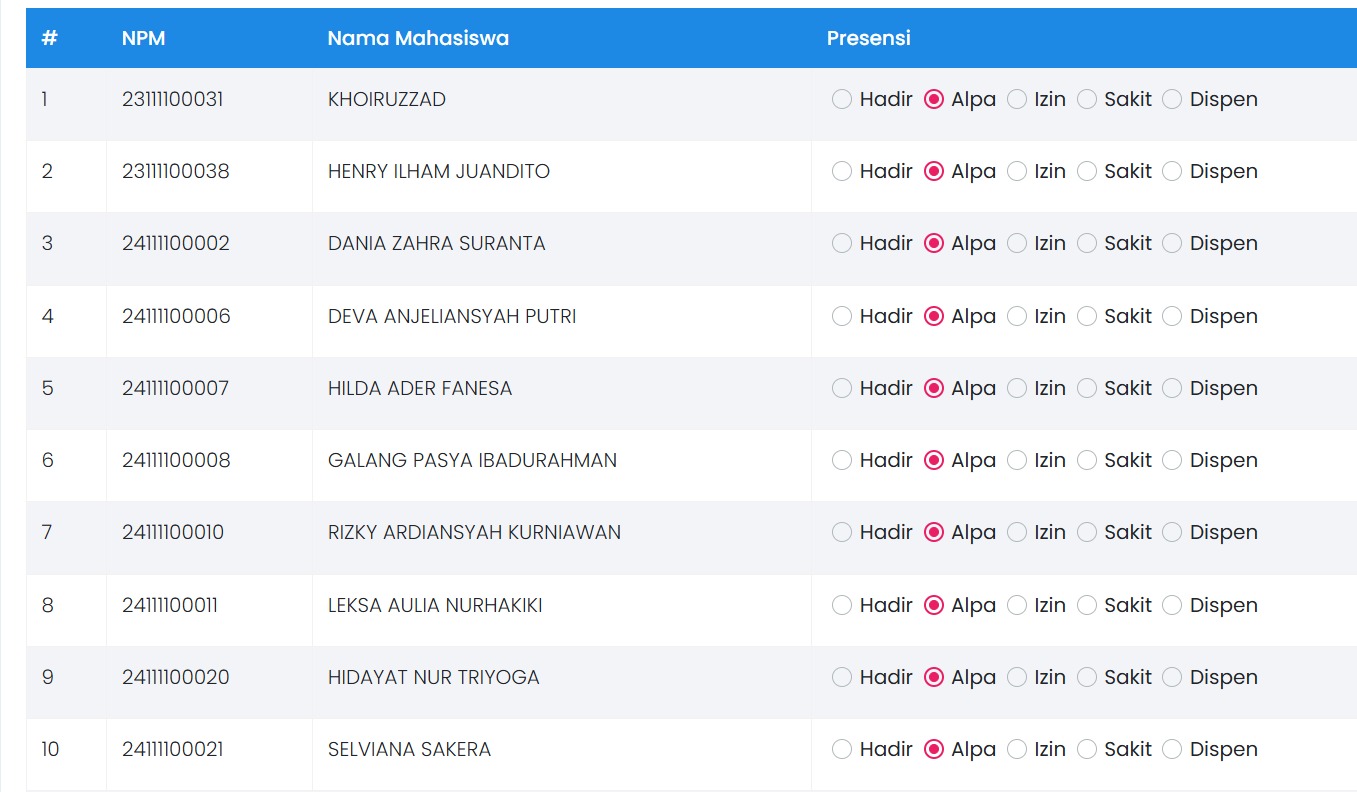 # NPM Nama Mahasiswa Presensi
1 23111100031 KHOIRUZZAD Hadir Alpa Izin Sakit Dispen
2 23111100038 HENRY ILHAM JUANDITO Hadir Alpa Izin Sakit Dispen
3 24111100002 DANIA ZAHRA SURANTA Hadir Alpa Izin Sakit Dispen
4 24111100006 DEVA ANJELIANSYAH PUTRI Hadir Alpa Izin Sakit Dispen
5 24111100007 HILDA ADER FANESA Hadir Alpa Izin Sakit Dispen
6 24111100008 GALANG PASYA IBADURAHMAN Hadir Alpa Izin Sakit Dispen
7 24111100010 RIZKY ARDIANSYAH KURNIAWAN Hadir Alpa Izin Sakit Dispen
8 24111100011 LEKSA AULIA NURHAKIKI Hadir Alpa Izin Sakit Dispen
9 24111100020 HIDAYAT NUR TRIYOGA Hadir Alpa Izin Sakit Dispen
10 24111100021 SELVIANA SAKERA Hadir Alpa Izin Sakit Dispen